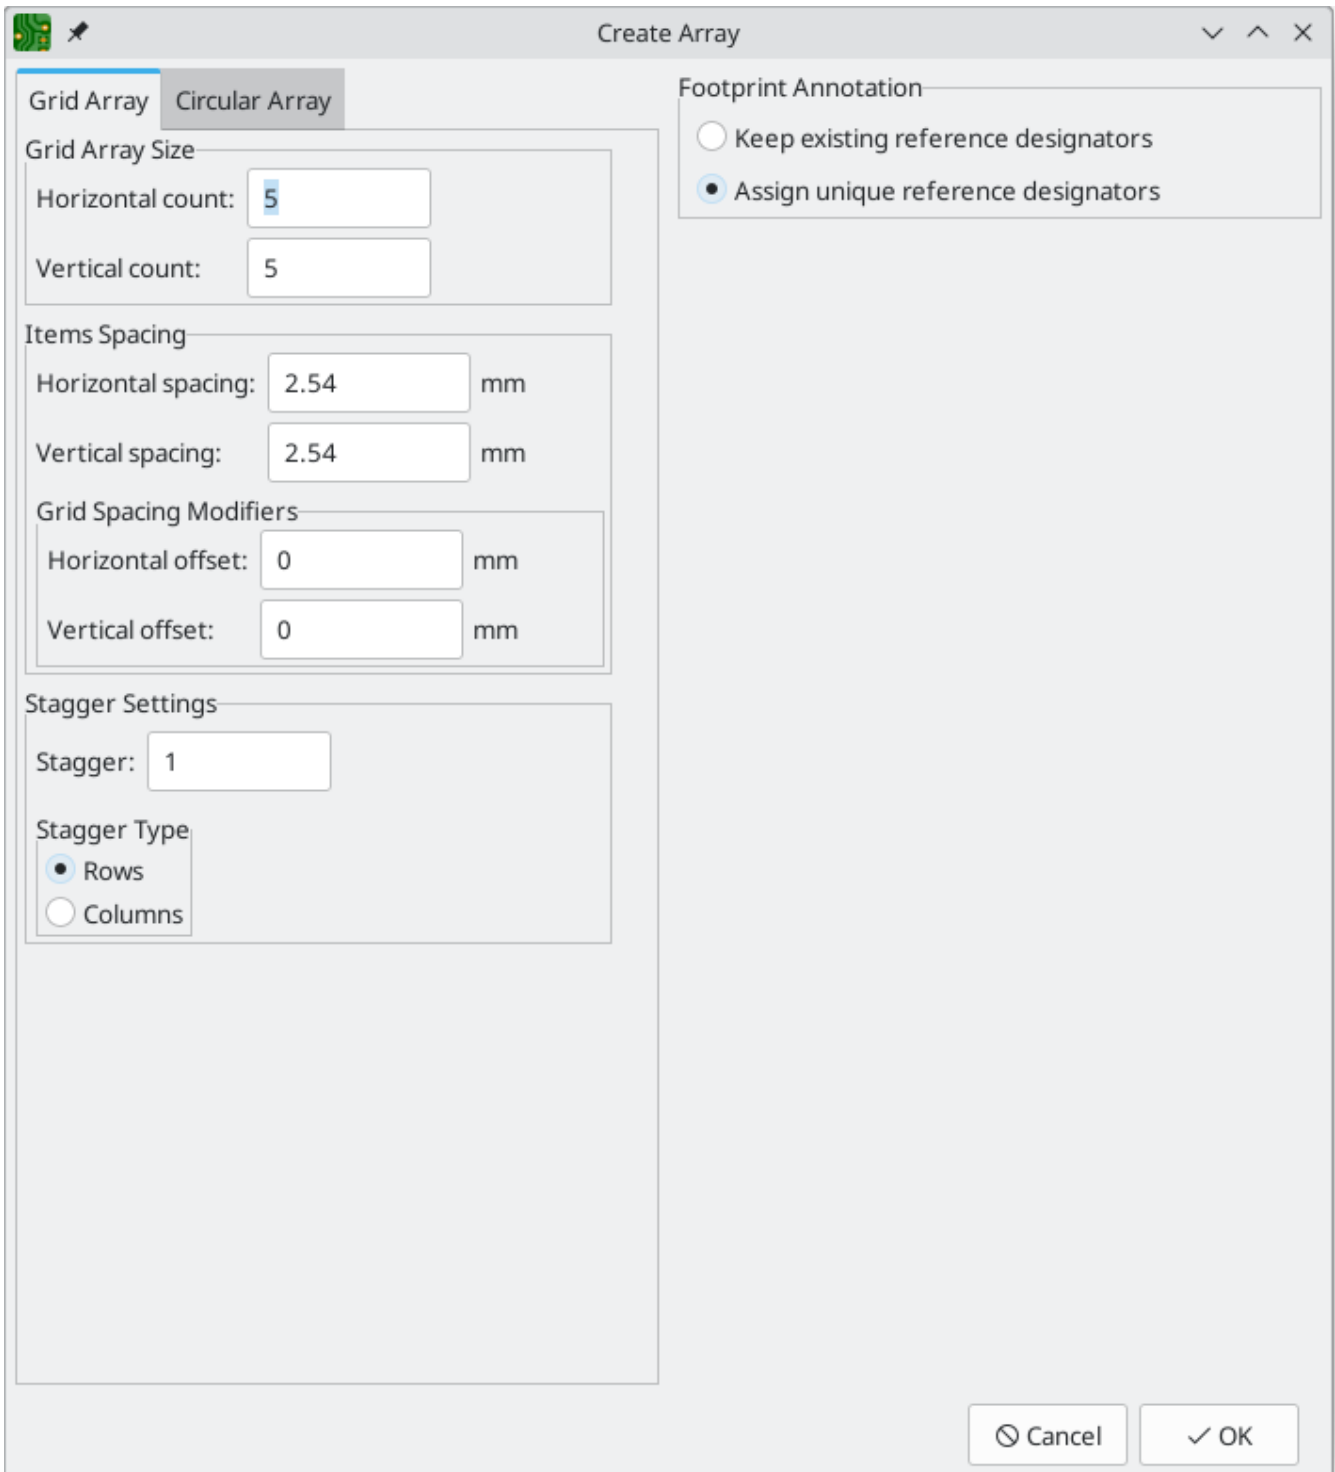 Create Array
Grid Array
Circular Array
Grid Array Size
Horizontal count: 5
Vertical count: 5
Items Spacing
Horizontal spacing: 2.54 mm
Vertical spacing: 2.54 mm
Grid Spacing Modifiers
Horizontal offset: 0 mm
Vertical offset: 0 mm
Stagger Settings
Stagger: 1
Stagger Type
Rows
Columns
Footprint Annotation
Keep existing reference designators
Assign unique reference designators
Cancel
OK